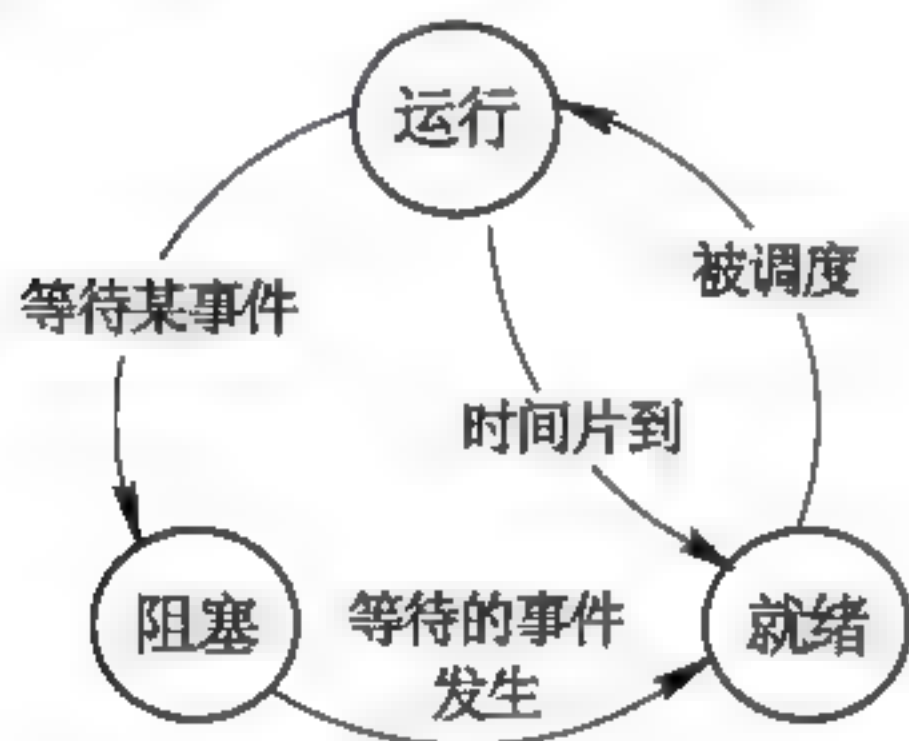 运行
被调度
等待某事件
时间片到
阻塞
等待的事件
发生
就绪